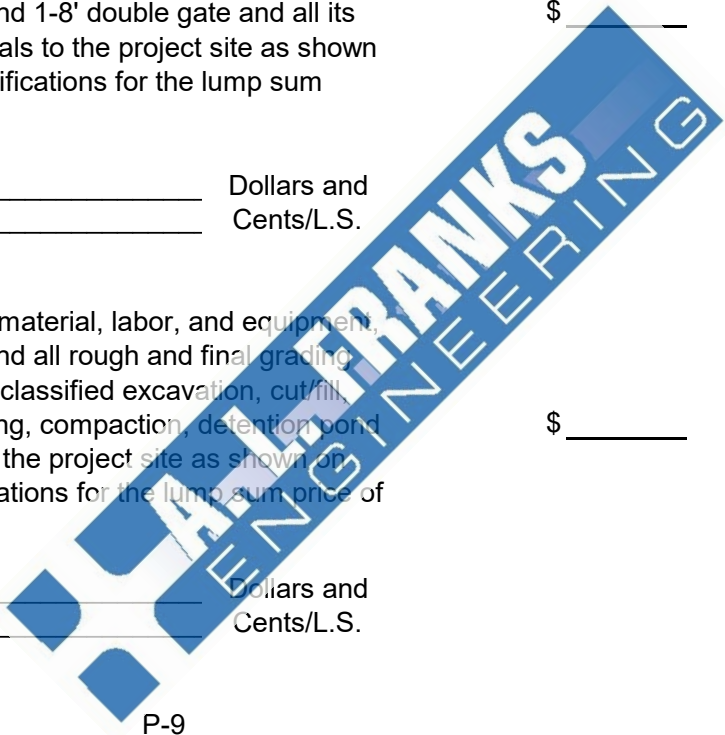 nd 1-8' double gate and all its $
als to the project site as shown
ifications for the lump sum
Dollars and
Cents/L.S.
material, labor, and equipment,
nd all rough and final grading
classified excavation, cut/fill,
ng, compaction, detention pond $
the project site as shown on
ations for the lump sum price of
Dollars and
Cents/L.S.
A.L. FRANKS
ENGINEERING
P-9